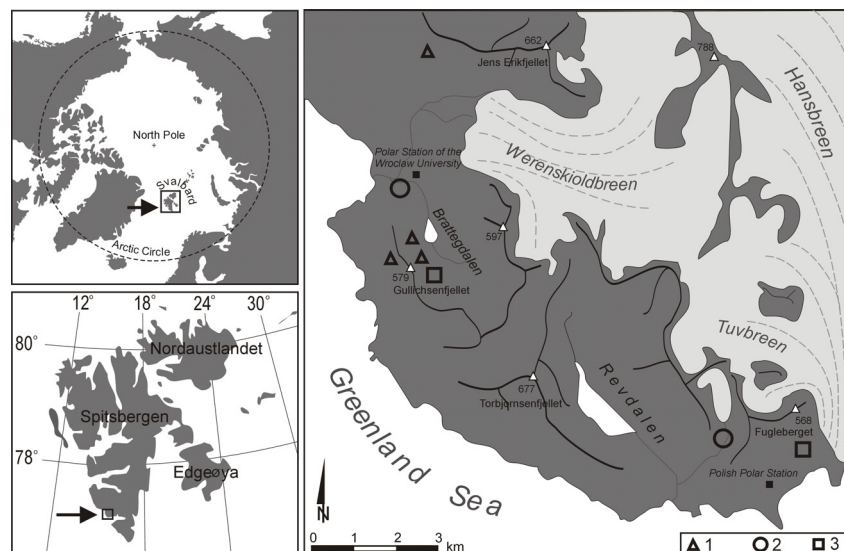 North Pole
Svalbard
Arctic Circle
12° 18° 24° 30°
80°
Nordaustlandet
Spitsbergen
78°
Edgeøya
662
Jens Erikfjellet
788
Hansbreen
Polar Station of the
Wroclaw University
Werenskioldbreen
Brattegdalen
597
579
Gullichsenfjellet
Tuvbreen
Greenland Sea
677
Torbjørnsenfjellet
Revdalen
568
Fugleberget
Polish Polar Station
N
0 1 2 3
km
1 2 3